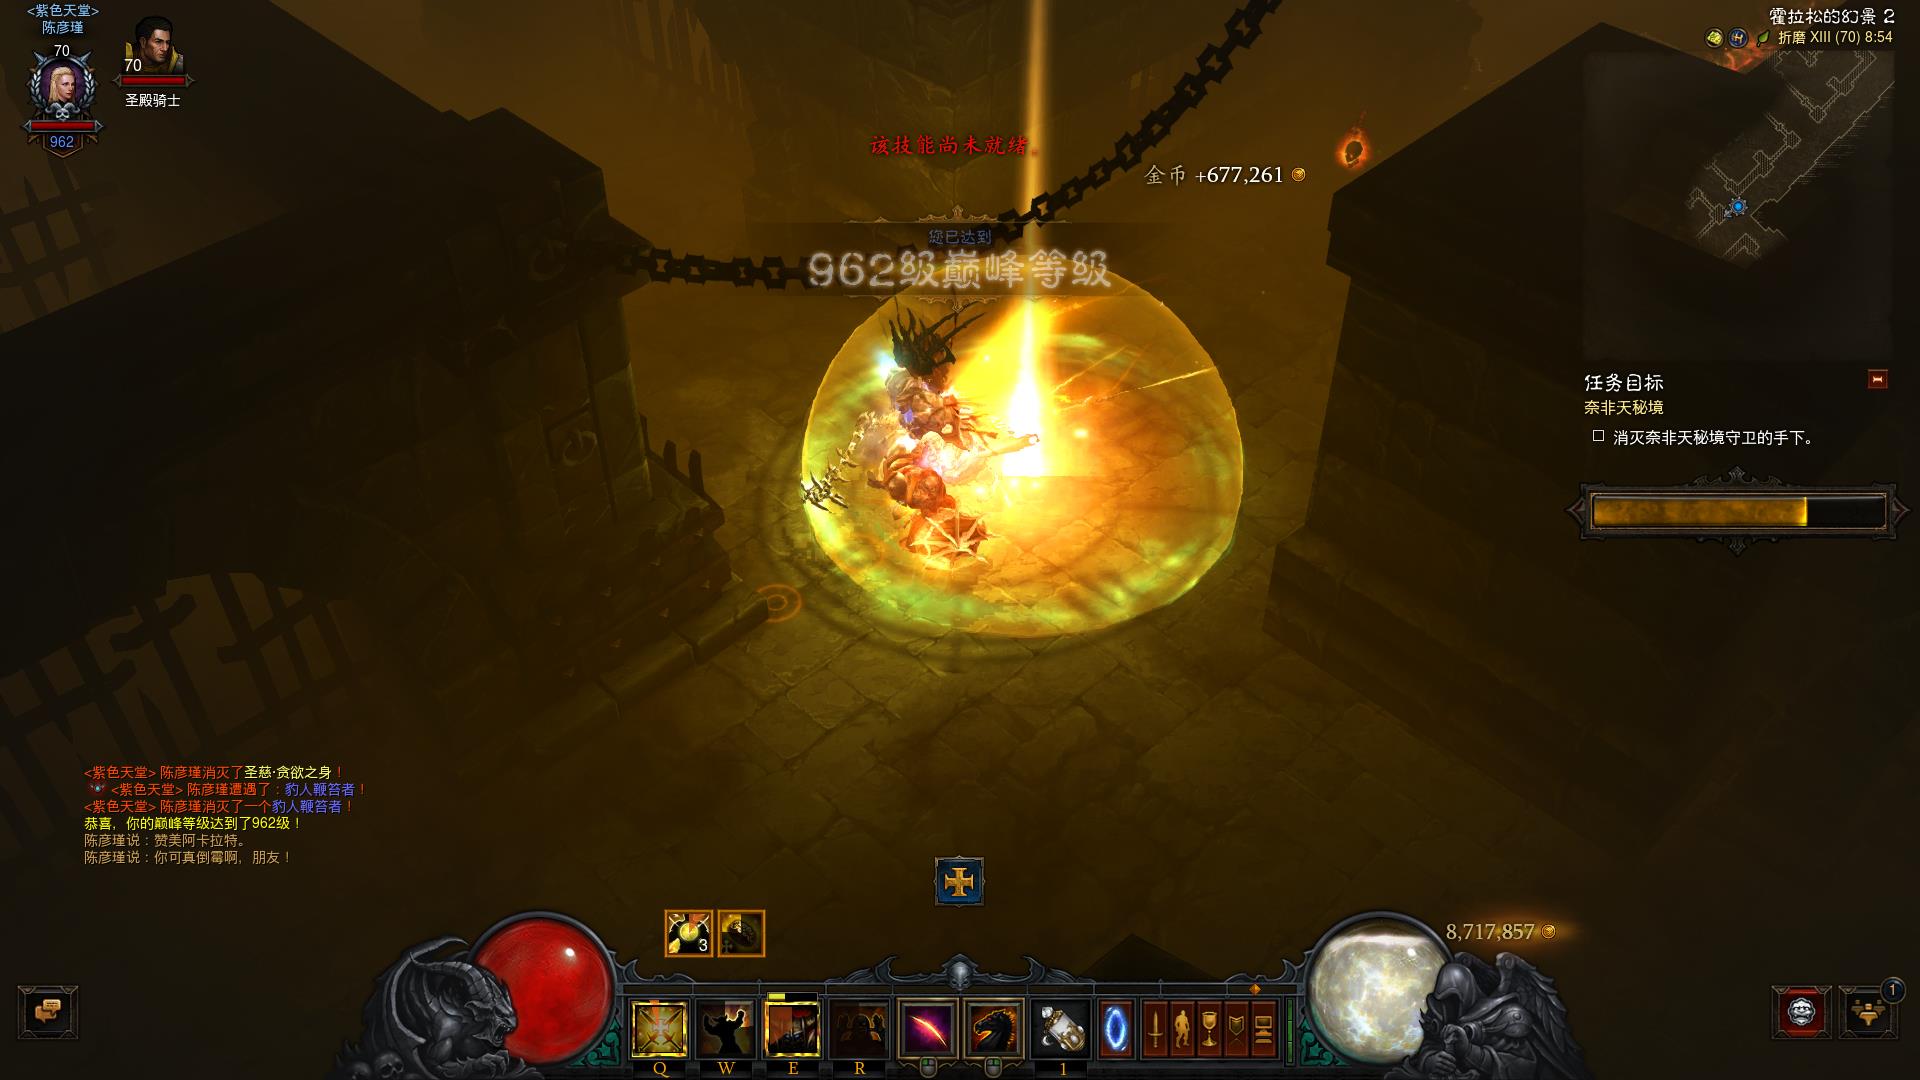 <紫色天堂>
陈彦瑾
70
962
70
圣殿骑士
霍拉松的幻景 2
折磨 XIII (70) 8:54
该技能尚未就绪。
金币 +677,261
您已达到
962级巅峰等级
任务目标
奈非天秘境
消灭奈非天秘境守卫的手下。
<紫色天堂> 陈彦瑾消灭了圣慈·贪欲之身！
<紫色天堂> 陈彦瑾遭遇了：豹人鞭笞者！
<紫色天堂> 陈彦瑾消灭了一个豹人鞭笞者！
恭喜，你的巅峰等级达到了962级！
陈彦瑾说：赞美阿卡拉特。
陈彦瑾说：你可真倒霉啊，朋友！
3
8,717,857
1
Q W E R 1